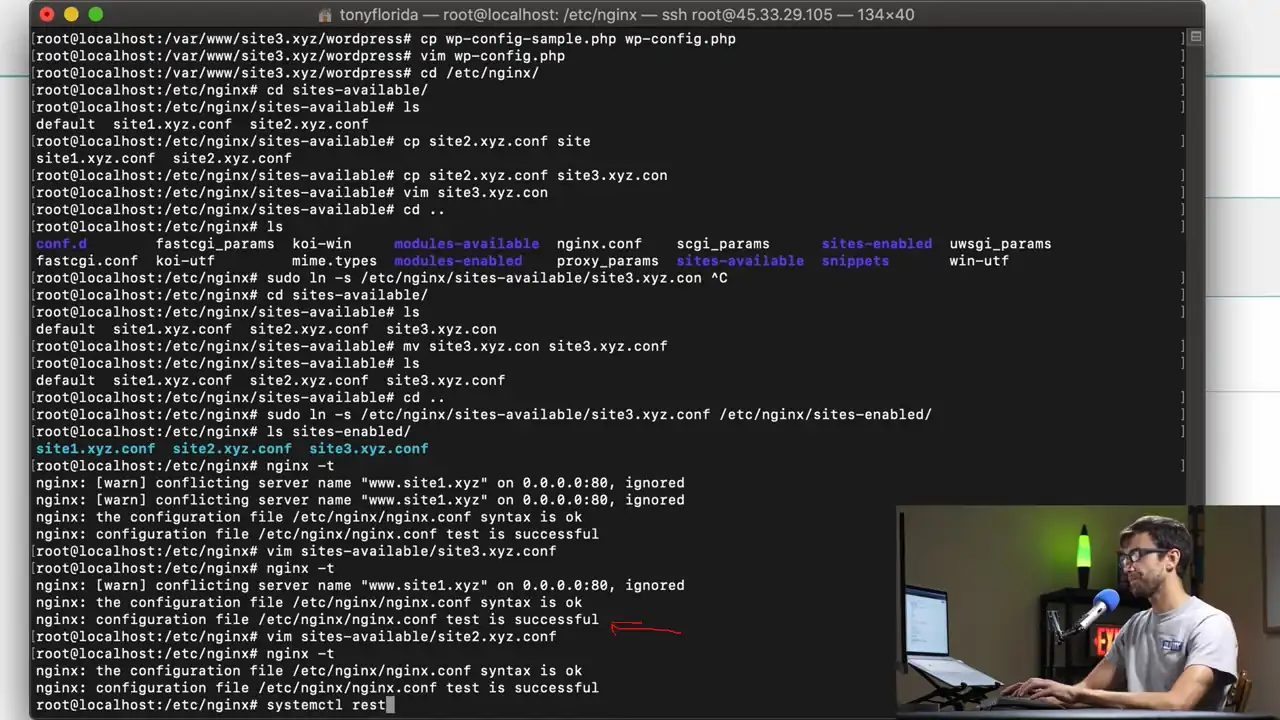 tonyflorida — root@localhost: /etc/nginx — ssh root@45.33.29.105 — 134×40
[root@localhost:/var/www/site3.xyz/wordpress# cp wp-config-sample.php wp-config.php ]
[root@localhost:/var/www/site3.xyz/wordpress# vim wp-config.php ]
[root@localhost:/var/www/site3.xyz/wordpress# cd /etc/nginx/ ]
[root@localhost:/etc/nginx# cd sites-available/ ]
[root@localhost:/etc/nginx/sites-available# ls ]
default site1.xyz.conf site2.xyz.conf
[root@localhost:/etc/nginx/sites-available# cp site2.xyz.conf site ]
site1.xyz.conf site2.xyz.conf
[root@localhost:/etc/nginx/sites-available# cp site2.xyz.conf site3.xyz.con ]
[root@localhost:/etc/nginx/sites-available# vim site3.xyz.con ]
[root@localhost:/etc/nginx/sites-available# cd .. ]
[root@localhost:/etc/nginx# ls ]
conf.d fastcgi_params koi-win modules-available nginx.conf scgi_params sites-enabled uwsgi_params
fastcgi.conf koi-utf mime.types modules-enabled proxy_params sites-available snippets win-utf
[root@localhost:/etc/nginx# sudo ln -s /etc/nginx/sites-available/site3.xyz.con ^C ]
[root@localhost:/etc/nginx# cd sites-available/ ]
[root@localhost:/etc/nginx/sites-available# ls ]
default site1.xyz.conf site2.xyz.conf site3.xyz.con
[root@localhost:/etc/nginx/sites-available# mv site3.xyz.con site3.xyz.conf ]
[root@localhost:/etc/nginx/sites-available# ls ]
default site1.xyz.conf site2.xyz.conf site3.xyz.conf
[root@localhost:/etc/nginx/sites-available# cd .. ]
[root@localhost:/etc/nginx# sudo ln -s /etc/nginx/sites-available/site3.xyz.conf /etc/nginx/sites-enabled/ ]
[root@localhost:/etc/nginx# ls sites-enabled/ ]
site1.xyz.conf site2.xyz.conf site3.xyz.conf
[root@localhost:/etc/nginx# nginx -t ]
nginx: [warn] conflicting server name "www.site1.xyz" on 0.0.0.0:80, ignored
nginx: [warn] conflicting server name "www.site1.xyz" on 0.0.0.0:80, ignored
nginx: the configuration file /etc/nginx/nginx.conf syntax is ok
nginx: configuration file /etc/nginx/nginx.conf test is successful
[root@localhost:/etc/nginx# vim sites-available/site3.xyz.conf
[root@localhost:/etc/nginx# nginx -t
nginx: [warn] conflicting server name "www.site1.xyz" on 0.0.0.0:80, ignored
nginx: the configuration file /etc/nginx/nginx.conf syntax is ok
nginx: configuration file /etc/nginx/nginx.conf test is successful
[root@localhost:/etc/nginx# vim sites-available/site2.xyz.conf
[root@localhost:/etc/nginx# nginx -t
nginx: the configuration file /etc/nginx/nginx.conf syntax is ok
nginx: configuration file /etc/nginx/nginx.conf test is successful
root@localhost:/etc/nginx# systemctl rest